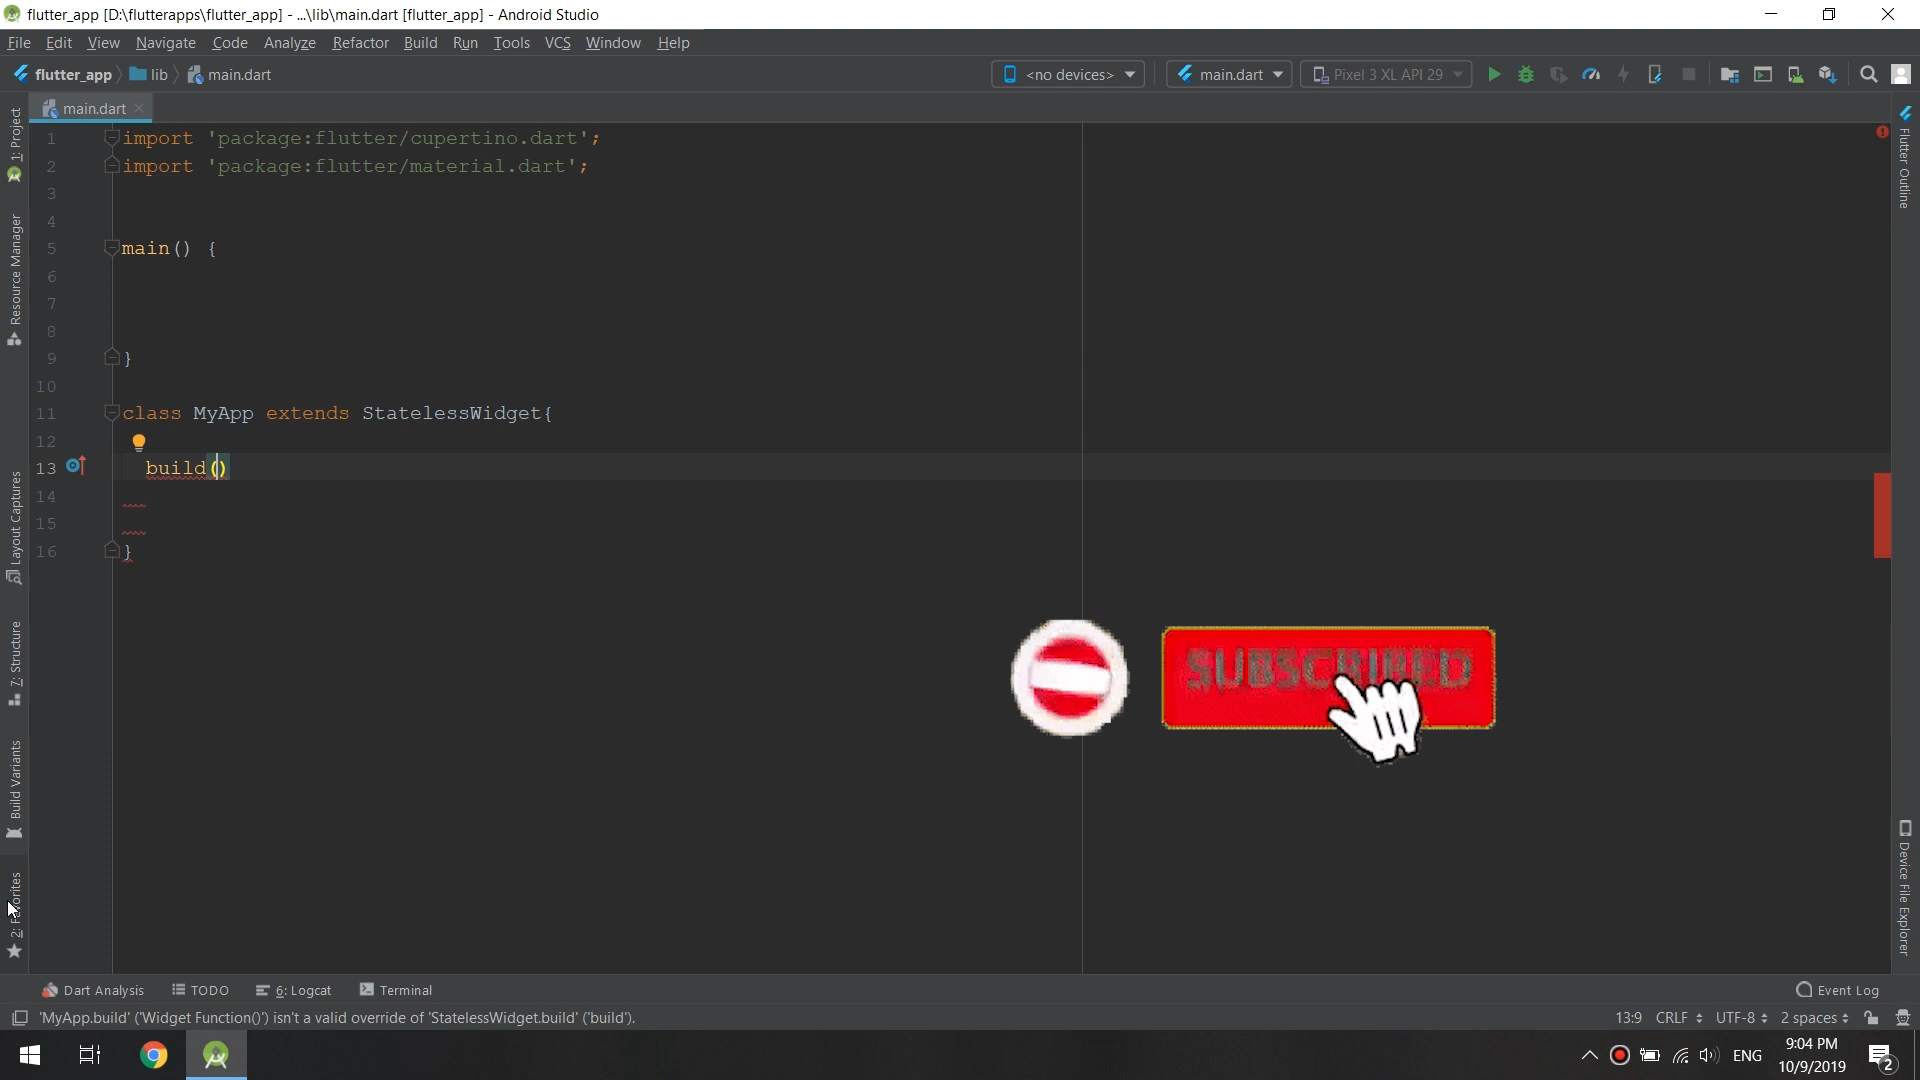 flutter_app [D:\flutterapps\flutter_app] - ...\lib\main.dart [flutter_app] - Android Studio
File Edit View Navigate Code Analyze Refactor Build Run Tools VCS Window Help
flutter_app lib main.dart <no devices> main.dart Pixel 3 XL API 29
main.dart
1: Project
Resource Manager
Layout Captures
7: Structure
Build Variants
2: Favorites
1 import 'package:flutter/cupertino.dart';
2 import 'package:flutter/material.dart';
3
4
5 main() {
6
7
8
9 }
10
11 class MyApp extends StatelessWidget{
12
13 build()
14
15
16 }
SUBSCRIBED
Flutter Outline
Device File Explorer
Dart Analysis TODO 6: Logcat Terminal Event Log
'MyApp.build' ('Widget Function()') isn't a valid override of 'StatelessWidget.build' ('build'). 13:9 CRLF UTF-8 2 spaces
ENG 9:04 PM
10/9/2019 2